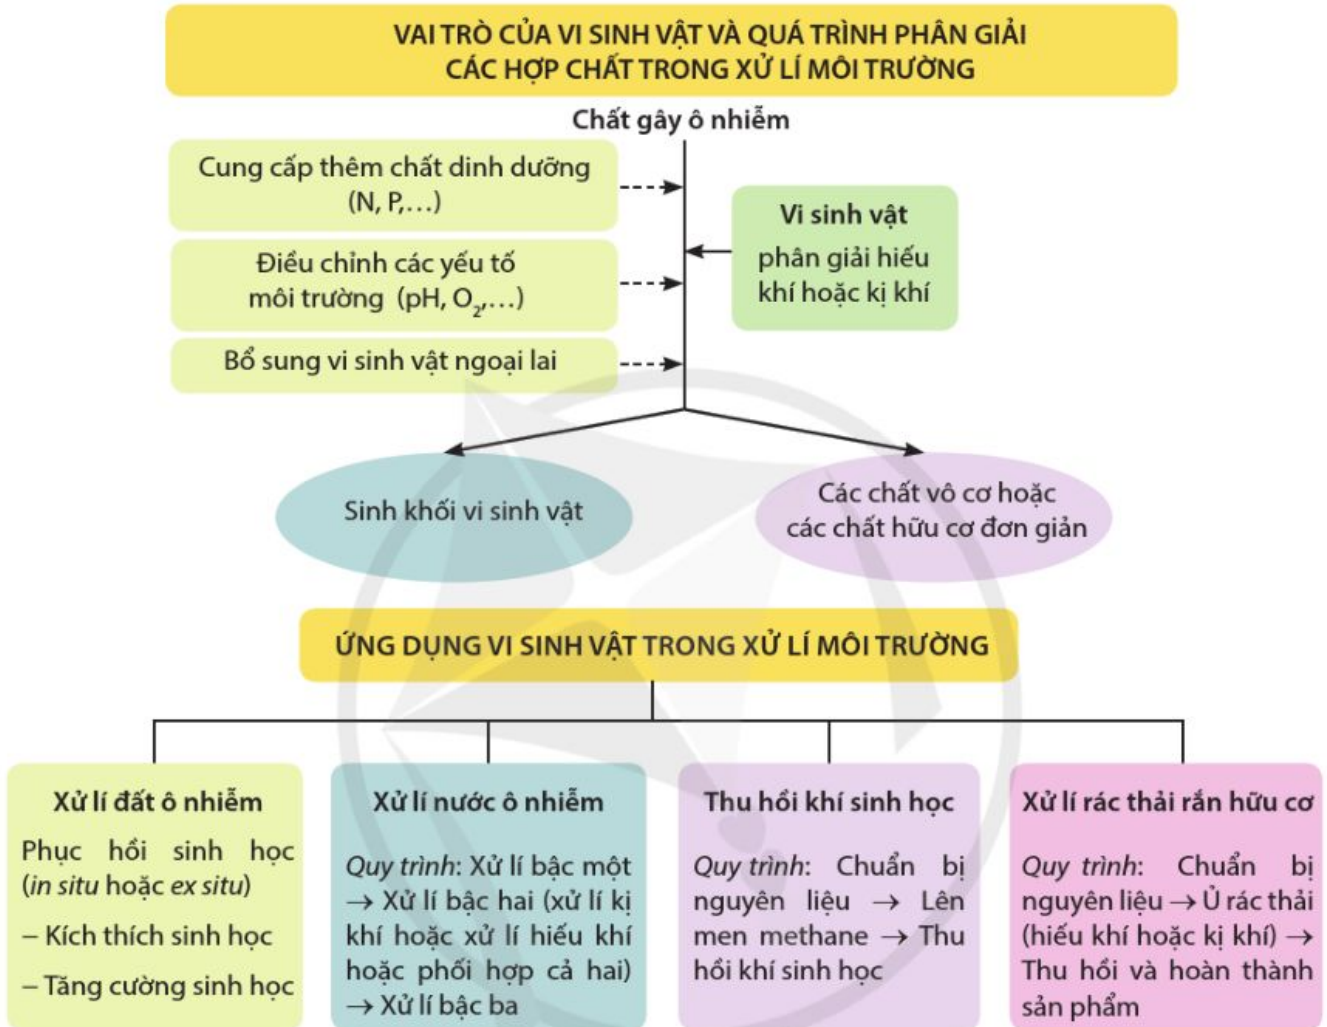 VAI TRÒ CỦA VI SINH VẬT VÀ QUÁ TRÌNH PHÂN GIẢI
CÁC HỢP CHẤT TRONG XỬ LÍ MÔI TRƯỜNG
Chất gây ô nhiễm
Cung cấp thêm chất dinh dưỡng
(N, P,…)
Vi sinh vật
phân giải hiếu
khí hoặc kị khí
Điều chỉnh các yếu tố
môi trường (pH, O₂,…)
Bổ sung vi sinh vật ngoại lai
Sinh khối vi sinh vật
Các chất vô cơ hoặc
các chất hữu cơ đơn giản
ỨNG DỤNG VI SINH VẬT TRONG XỬ LÍ MÔI TRƯỜNG
Xử lí đất ô nhiễm
Phục hồi sinh học
(in situ hoặc ex situ)
– Kích thích sinh học
– Tăng cường sinh học
Xử lí nước ô nhiễm
Quy trình: Xử lí bậc một
→ Xử lí bậc hai (xử lí kị
khí hoặc xử lí hiếu khí
hoặc phối hợp cả hai)
→ Xử lí bậc ba
Thu hồi khí sinh học
Quy trình: Chuẩn bị
nguyên liệu → Lên
men methane → Thu
hồi khí sinh học
Xử lí rác thải rắn hữu cơ
Quy trình: Chuẩn bị
nguyên liệu → Ủ rác thải
(hiếu khí hoặc kị khí) →
Thu hồi và hoàn thành
sản phẩm